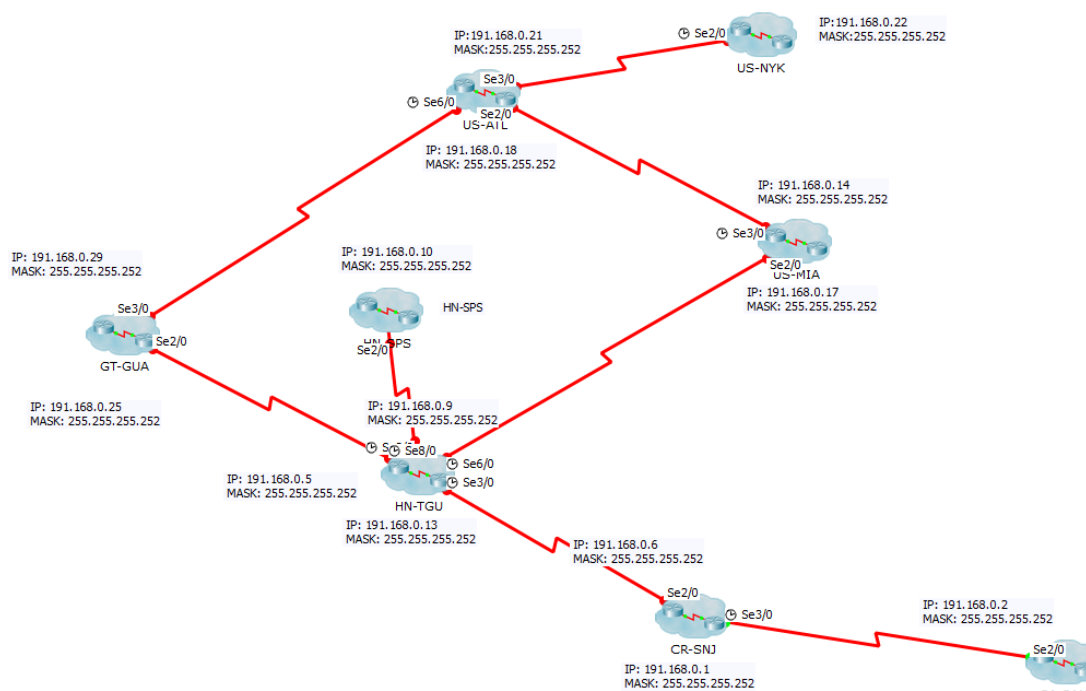 IP:191.168.0.22
MASK:255.255.255.252
Se2/0
US-NYK
IP:191.168.0.21
MASK:255.255.255.252
Se3/0
Se6/0
Se2/0
US-ATL
IP: 191.168.0.18
MASK: 255.255.255.252
IP: 191.168.0.14
MASK: 255.255.255.252
Se3/0
Se2/0
US-MIA
IP: 191.168.0.17
MASK: 255.255.255.252
IP: 191.168.0.29
MASK: 255.255.255.252
IP: 191.168.0.10
MASK: 255.255.255.252
HN-SPS
HN-SPS
Se2/0
Se3/0
Se2/0
GT-GUA
IP: 191.168.0.25
MASK: 255.255.255.252
IP: 191.168.0.9
MASK: 255.255.255.252
Se8/0
Se6/0
Se3/0
HN-TGU
IP: 191.168.0.5
MASK: 255.255.255.252
IP: 191.168.0.13
MASK: 255.255.255.252
IP: 191.168.0.6
MASK: 255.255.255.252
Se2/0
Se3/0
CR-SNJ
IP: 191.168.0.1
MASK: 255.255.255.252
IP: 191.168.0.2
MASK: 255.255.255.252
Se2/0